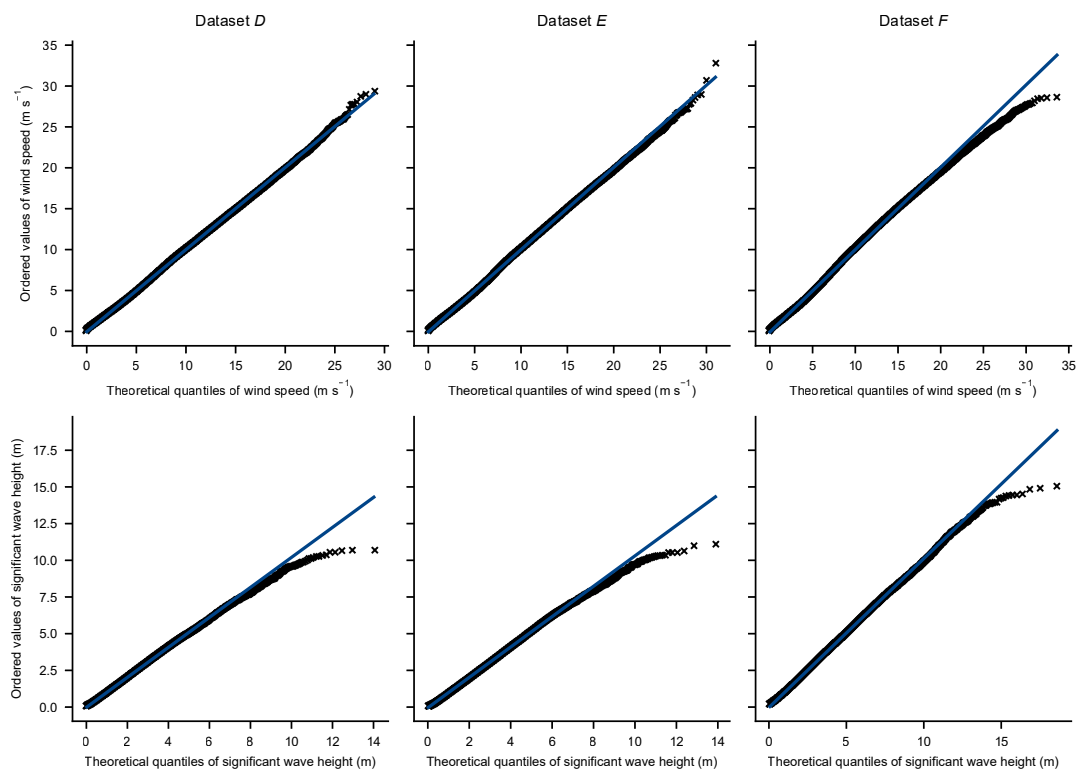 Dataset D
Dataset E
Dataset F
Ordered values of wind speed (m s⁻¹)
35
30
25
20
15
10
5
0
0 5 10 15 20 25 30
0 5 10 15 20 25 30
0 5 10 15 20 25 30 35
Theoretical quantiles of wind speed (m s⁻¹)
Theoretical quantiles of wind speed (m s⁻¹)
Theoretical quantiles of wind speed (m s⁻¹)
Ordered values of significant wave height (m)
17.5
15.0
12.5
10.0
7.5
5.0
2.5
0.0
0 2 4 6 8 10 12 14
0 2 4 6 8 10 12 14
0 5 10 15
Theoretical quantiles of significant wave height (m)
Theoretical quantiles of significant wave height (m)
Theoretical quantiles of significant wave height (m)